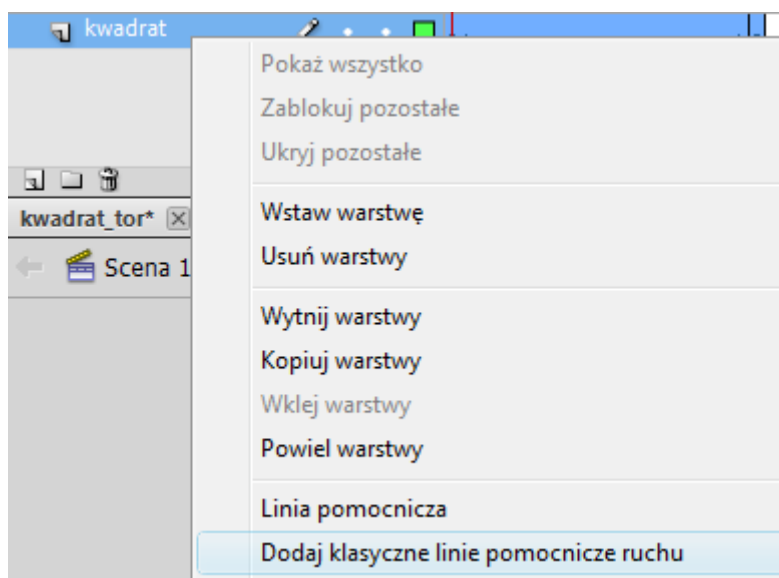 kwadrat
Pokaż wszystko
Zablokuj pozostałe
Ukryj pozostałe
kwadrat_tor*
Wstaw warstwę
Scena 1
Usuń warstwy
Wytnij warstwy
Kopiuj warstwy
Wklej warstwy
Powiel warstwy
Linia pomocnicza
Dodaj klasyczne linie pomocnicze ruchu